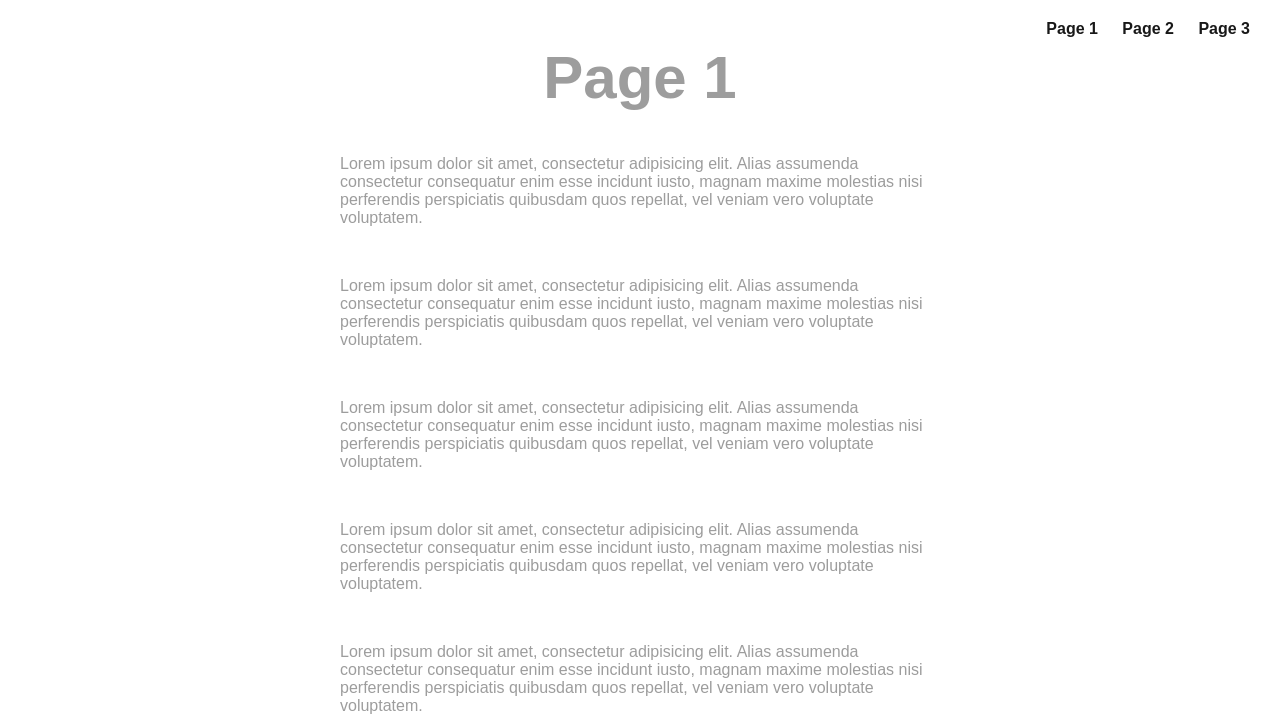 Page 1 Page 2 Page 3
Page 1
Lorem ipsum dolor sit amet, consectetur adipisicing elit. Alias assumenda
consectetur consequatur enim esse incidunt iusto, magnam maxime molestias nisi
perferendis perspiciatis quibusdam quos repellat, vel veniam vero voluptate
voluptatem.
Lorem ipsum dolor sit amet, consectetur adipisicing elit. Alias assumenda
consectetur consequatur enim esse incidunt iusto, magnam maxime molestias nisi
perferendis perspiciatis quibusdam quos repellat, vel veniam vero voluptate
voluptatem.
Lorem ipsum dolor sit amet, consectetur adipisicing elit. Alias assumenda
consectetur consequatur enim esse incidunt iusto, magnam maxime molestias nisi
perferendis perspiciatis quibusdam quos repellat, vel veniam vero voluptate
voluptatem.
Lorem ipsum dolor sit amet, consectetur adipisicing elit. Alias assumenda
consectetur consequatur enim esse incidunt iusto, magnam maxime molestias nisi
perferendis perspiciatis quibusdam quos repellat, vel veniam vero voluptate
voluptatem.
Lorem ipsum dolor sit amet, consectetur adipisicing elit. Alias assumenda
consectetur consequatur enim esse incidunt iusto, magnam maxime molestias nisi
perferendis perspiciatis quibusdam quos repellat, vel veniam vero voluptate
voluptatem.